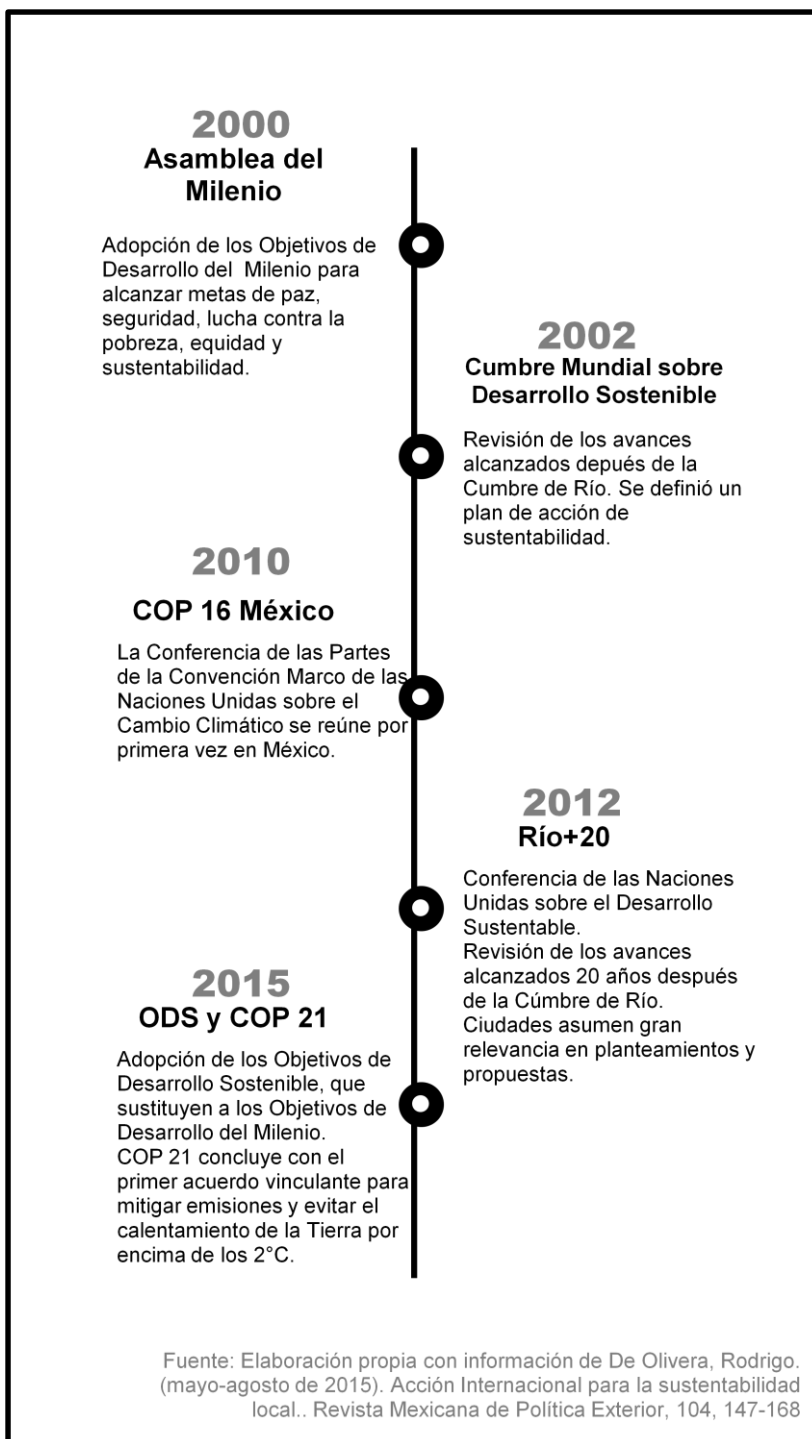 2000
Asamblea del
Milenio
Adopción de los Objetivos de
Desarrollo del Milenio para
alcanzar metas de paz,
seguridad, lucha contra la
pobreza, equidad y
sustentabilidad.
2002
Cumbre Mundial sobre
Desarrollo Sostenible
Revisión de los avances
alcanzados depués de la
Cumbre de Río. Se definió un
plan de acción de
sustentabilidad.
2010
COP 16 México
La Conferencia de las Partes
de la Convención Marco de las
Naciones Unidas sobre el
Cambio Climático se reúne por
primera vez en México.
2012
Río+20
Conferencia de las Naciones
Unidas sobre el Desarrollo
Sustentable.
Revisión de los avances
alcanzados 20 años después
de la Cúmbre de Río.
Ciudades asumen gran
relevancia en planteamientos y
propuestas.
2015
ODS y COP 21
Adopción de los Objetivos de
Desarrollo Sostenible, que
sustituyen a los Objetivos de
Desarrollo del Milenio.
COP 21 concluye con el
primer acuerdo vinculante para
mitigar emisiones y evitar el
calentamiento de la Tierra por
encima de los 2°C.
Fuente: Elaboración propia con información de De Olivera, Rodrigo.
(mayo-agosto de 2015). Acción Internacional para la sustentabilidad
local.. Revista Mexicana de Política Exterior, 104, 147-168